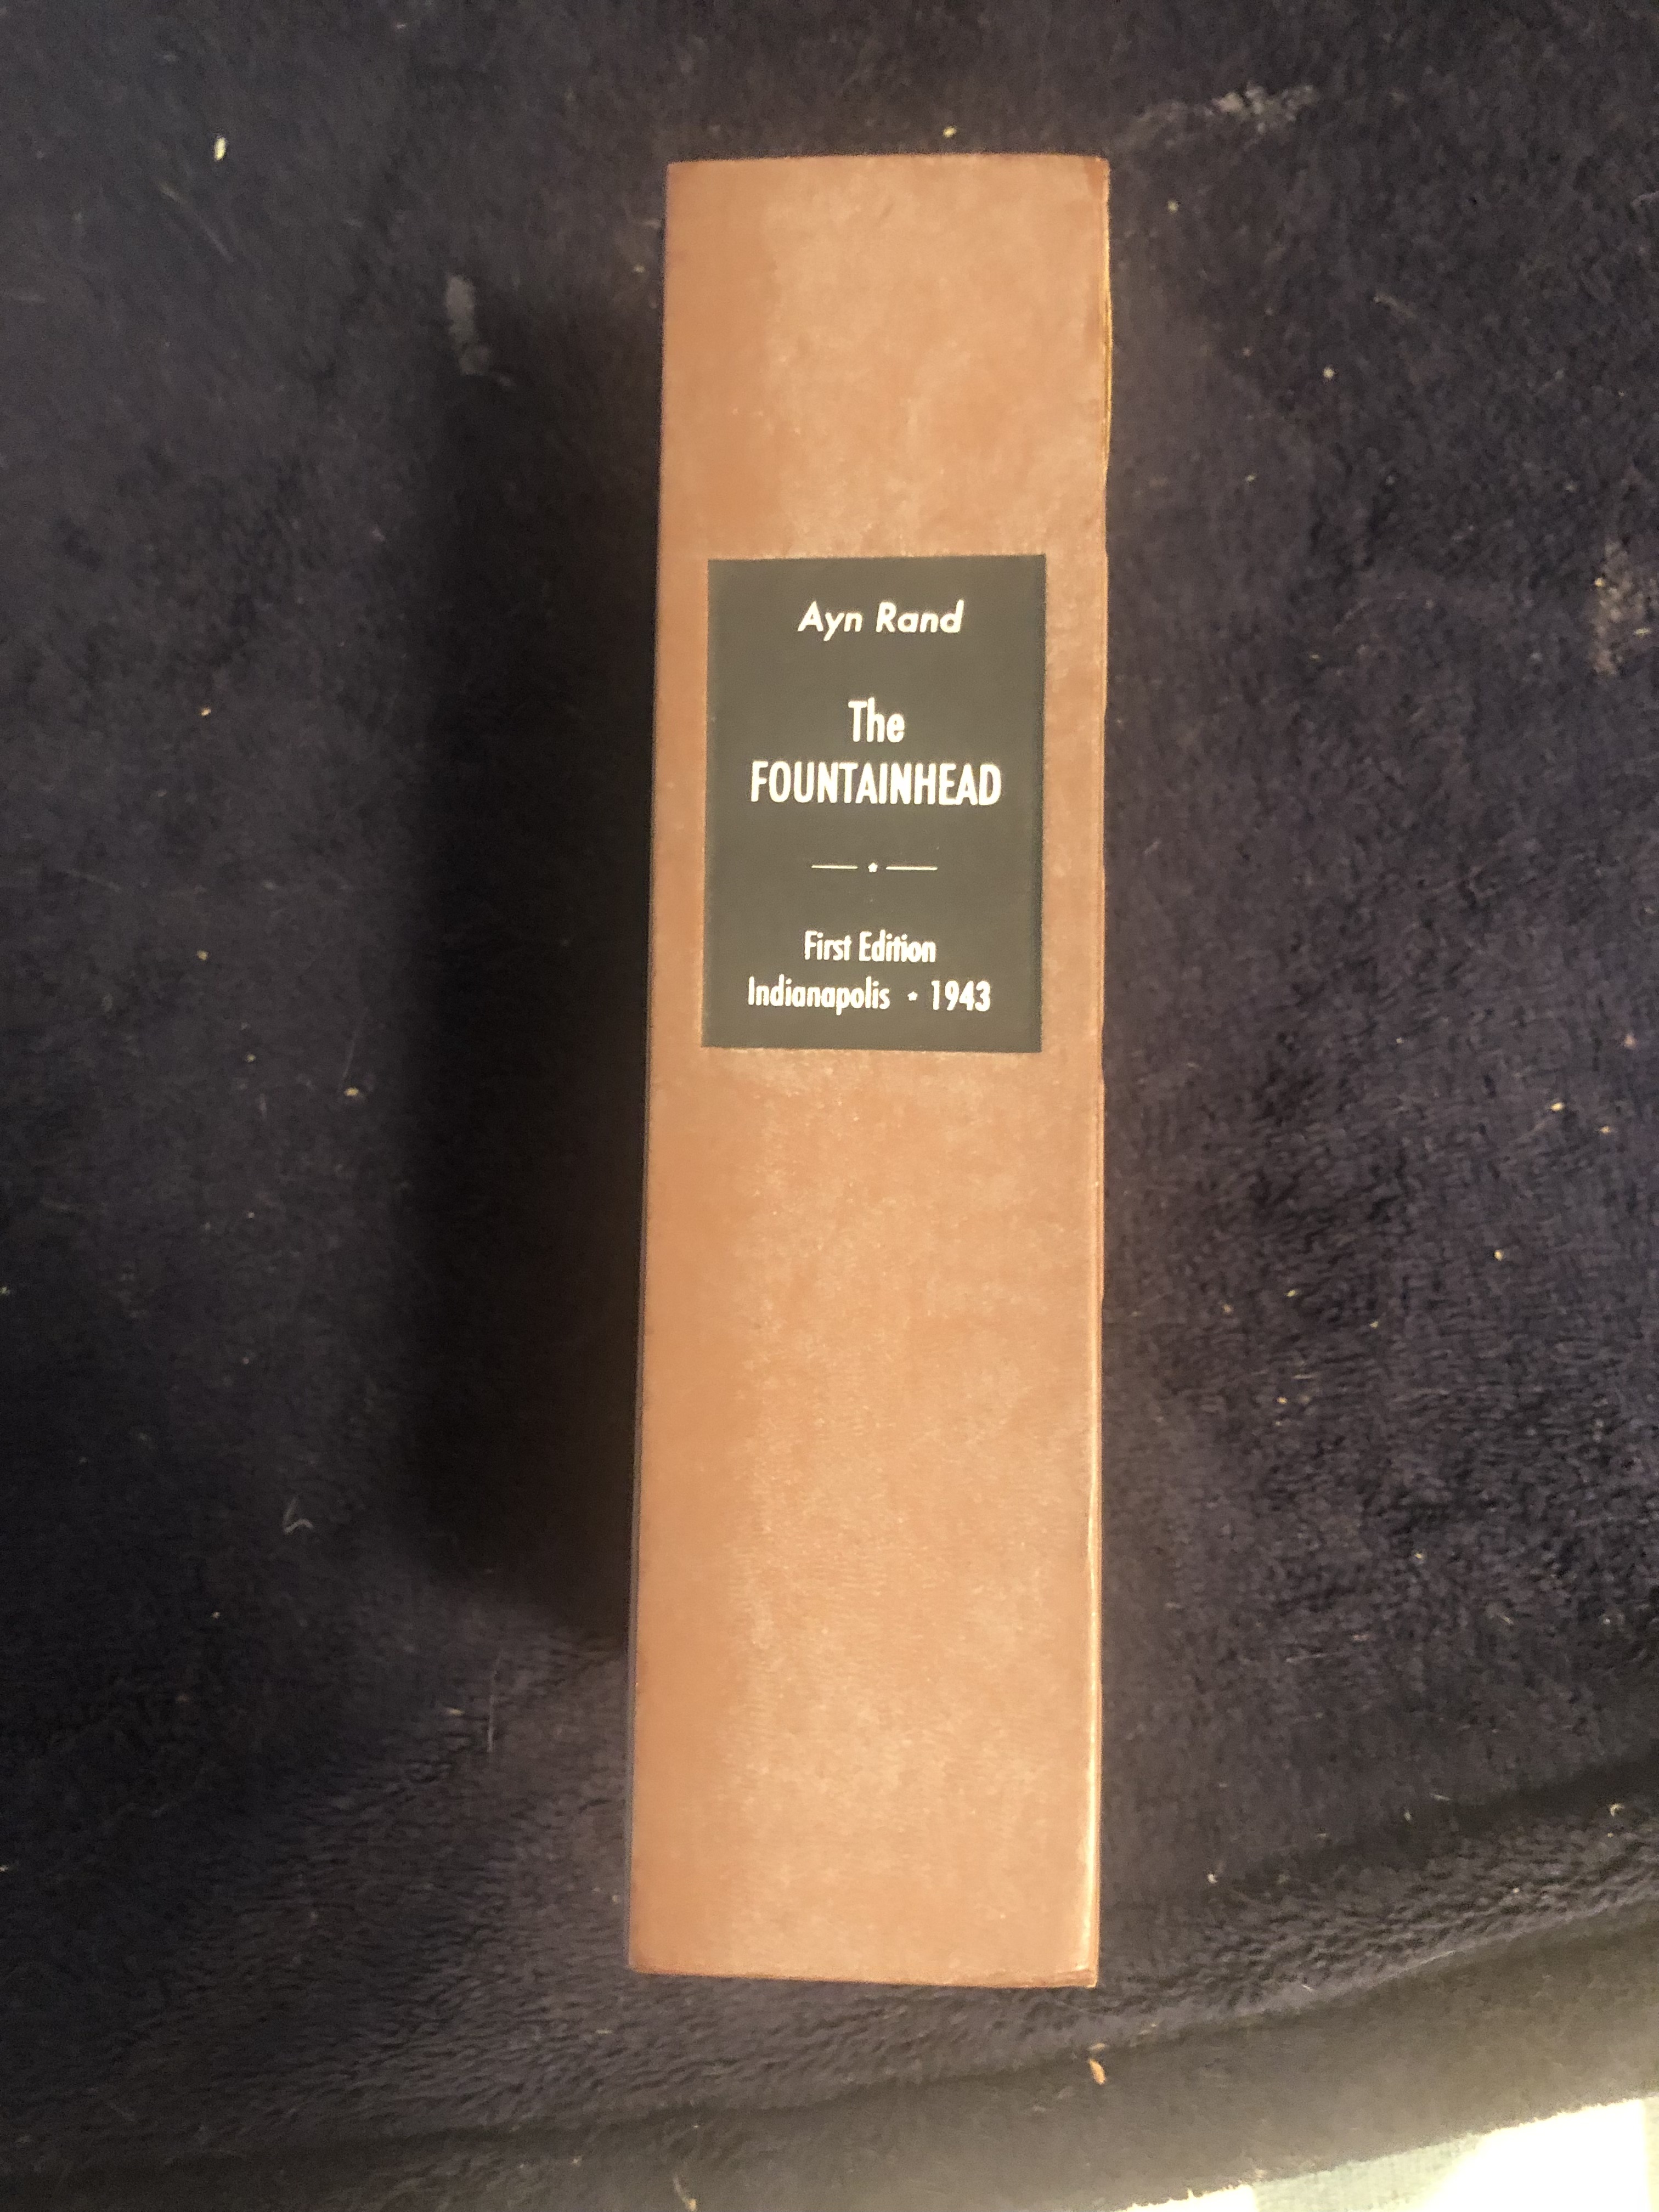 Ayn Rand
The
FOUNTAINHEAD
First Edition
Indianapolis • 1943